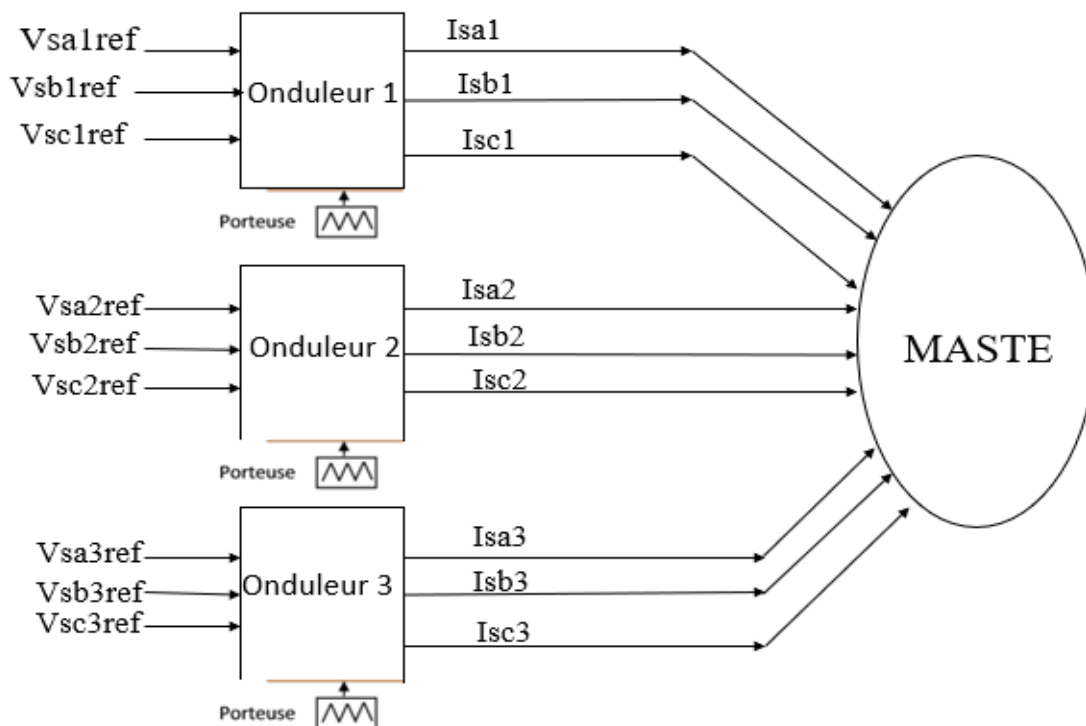 Vsa1ref
Isa1
Vsb1ref
Onduleur 1
Isb1
Vsc1ref
Isc1
Porteuse
Vsa2ref
Isa2
Vsb2ref
Onduleur 2
Isb2
MASTE
Vsc2ref
Isc2
Porteuse
Vsa3ref
Isa3
Vsb3ref
Onduleur 3
Isb3
Vsc3ref
Isc3
Porteuse